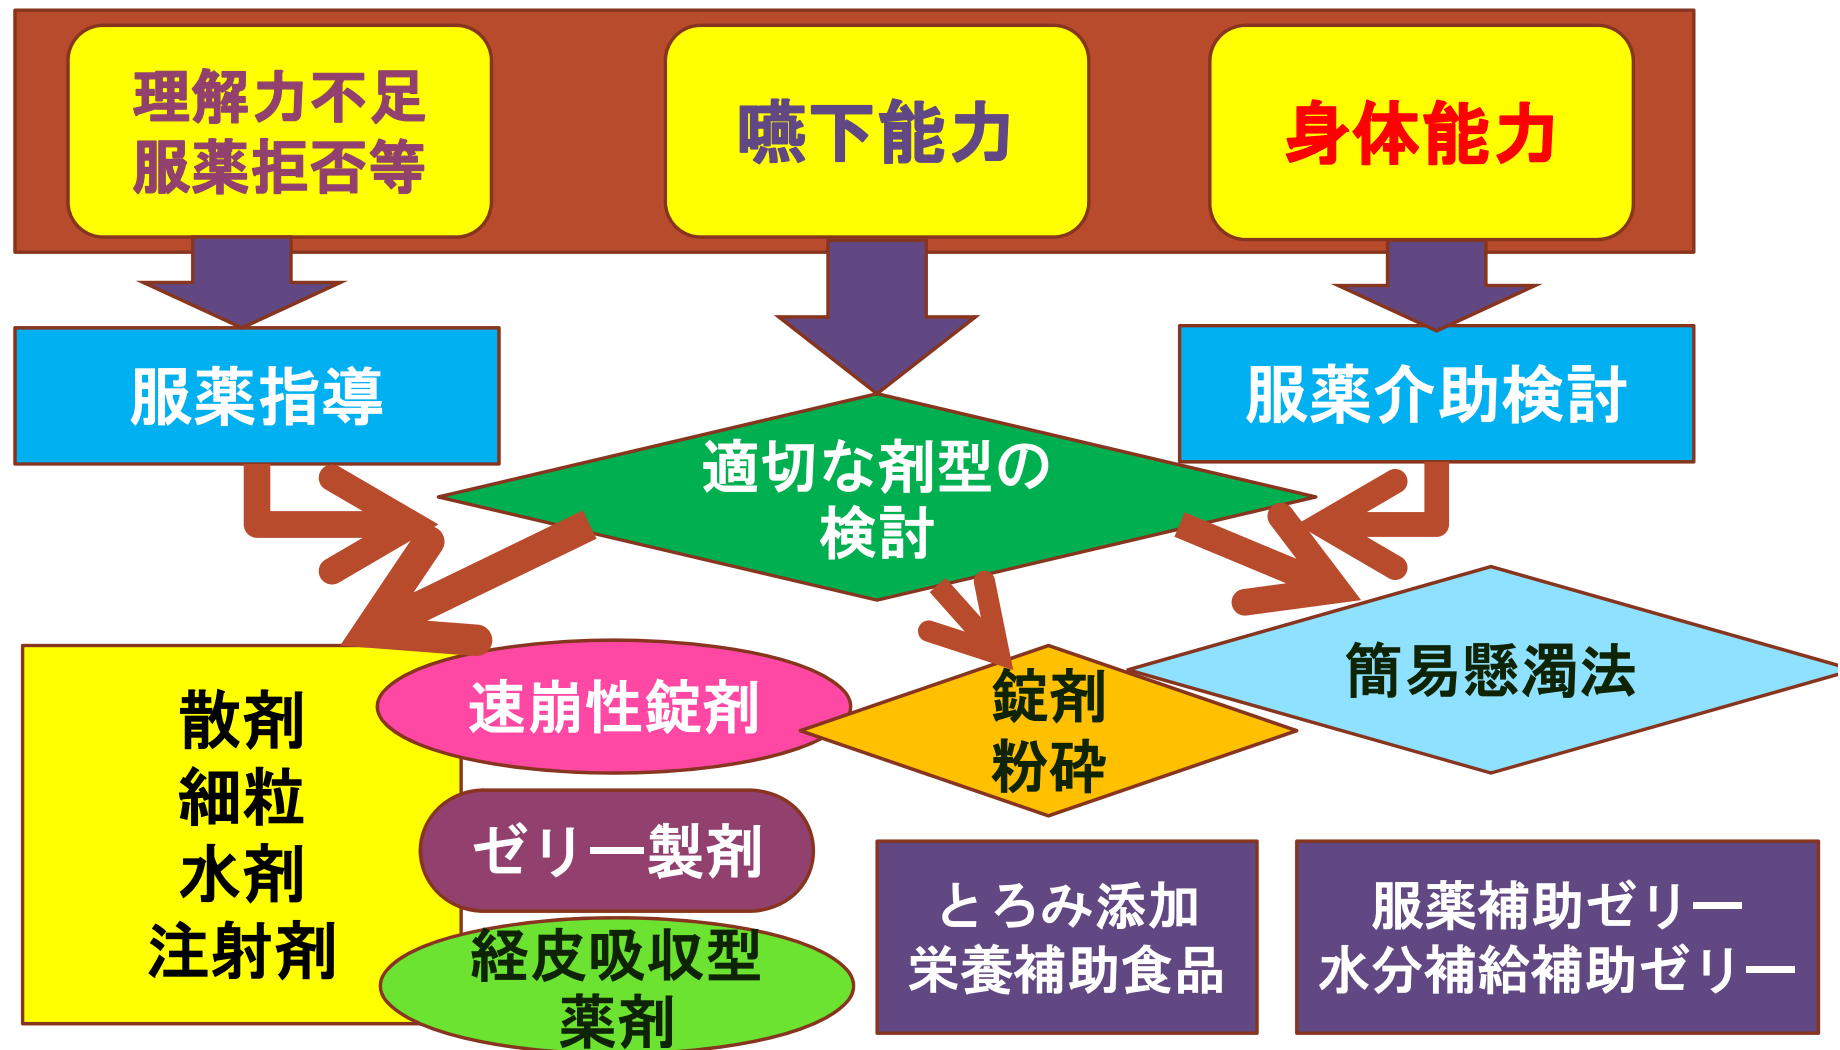 理解力不足
服薬拒否等
嚥下能力
身体能力
服薬指導
服薬介助検討
適切な剤型の
検討
散剤
細粒
水剤
注射剤
速崩性錠剤
ゼリー製剤
経皮吸収型
薬剤
錠剤
粉砕
簡易懸濁法
とろみ添加
栄養補助食品
服薬補助ゼリー
水分補給補助ゼリー